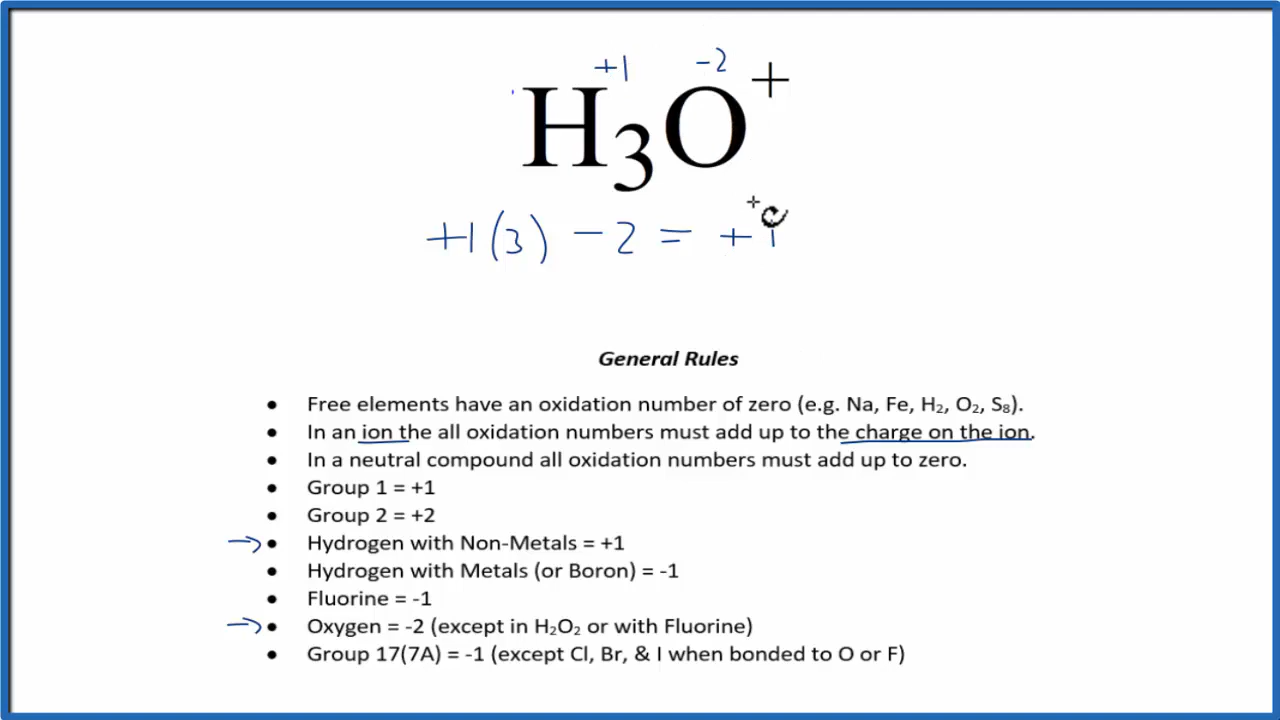 +1 -2
H₃O⁺
+1(3) - 2 = +1
General Rules
• Free elements have an oxidation number of zero (e.g. Na, Fe, H₂, O₂, S₈).
• In an ion the all oxidation numbers must add up to the charge on the ion.
• In a neutral compound all oxidation numbers must add up to zero.
• Group 1 = +1
• Group 2 = +2
→ • Hydrogen with Non-Metals = +1
• Hydrogen with Metals (or Boron) = -1
• Fluorine = -1
→ • Oxygen = -2 (except in H₂O₂ or with Fluorine)
• Group 17(7A) = -1 (except Cl, Br, & I when bonded to O or F)